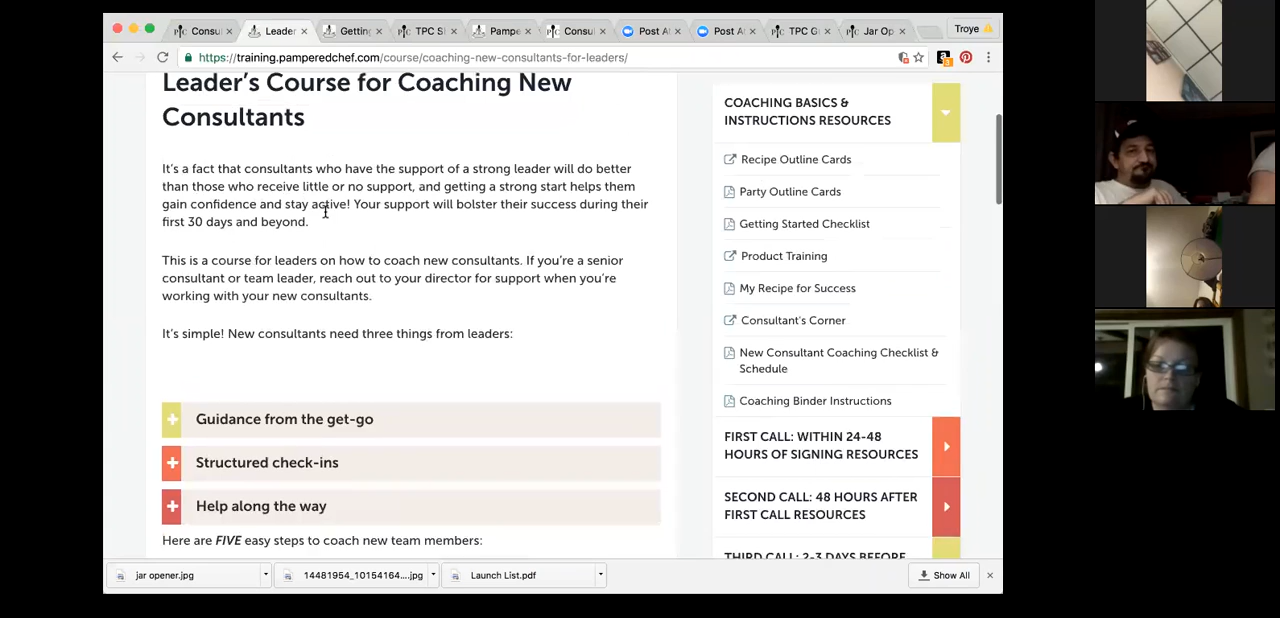 Consu
Leader
Getting
TPC S
Pampe
Consu
Post A
Post A
TPC G
Jar Op
Troye
https://training.pamperedchef.com/course/coaching-new-consultants-for-leaders/
Leader's Course for Coaching New
Consultants
It's a fact that consultants who have the support of a strong leader will do better
than those who receive little or no support, and getting a strong start helps them
gain confidence and stay active! Your support will bolster their success during their
first 30 days and beyond.
This is a course for leaders on how to coach new consultants. If you're a senior
consultant or team leader, reach out to your director for support when you're
working with your new consultants.
It's simple! New consultants need three things from leaders:
Guidance from the get-go
Structured check-ins
Help along the way
Here are FIVE easy steps to coach new team members:
COACHING BASICS &
INSTRUCTIONS RESOURCES
Recipe Outline Cards
Party Outline Cards
Getting Started Checklist
Product Training
My Recipe for Success
Consultant's Corner
New Consultant Coaching Checklist &
Schedule
Coaching Binder Instructions
FIRST CALL: WITHIN 24-48
HOURS OF SIGNING RESOURCES
SECOND CALL: 48 HOURS AFTER
FIRST CALL RESOURCES
THIRD CALL: 2-3 DAYS BEFORE
jar opener.jpg
14481954_10154164....jpg
Launch List.pdf
Show All